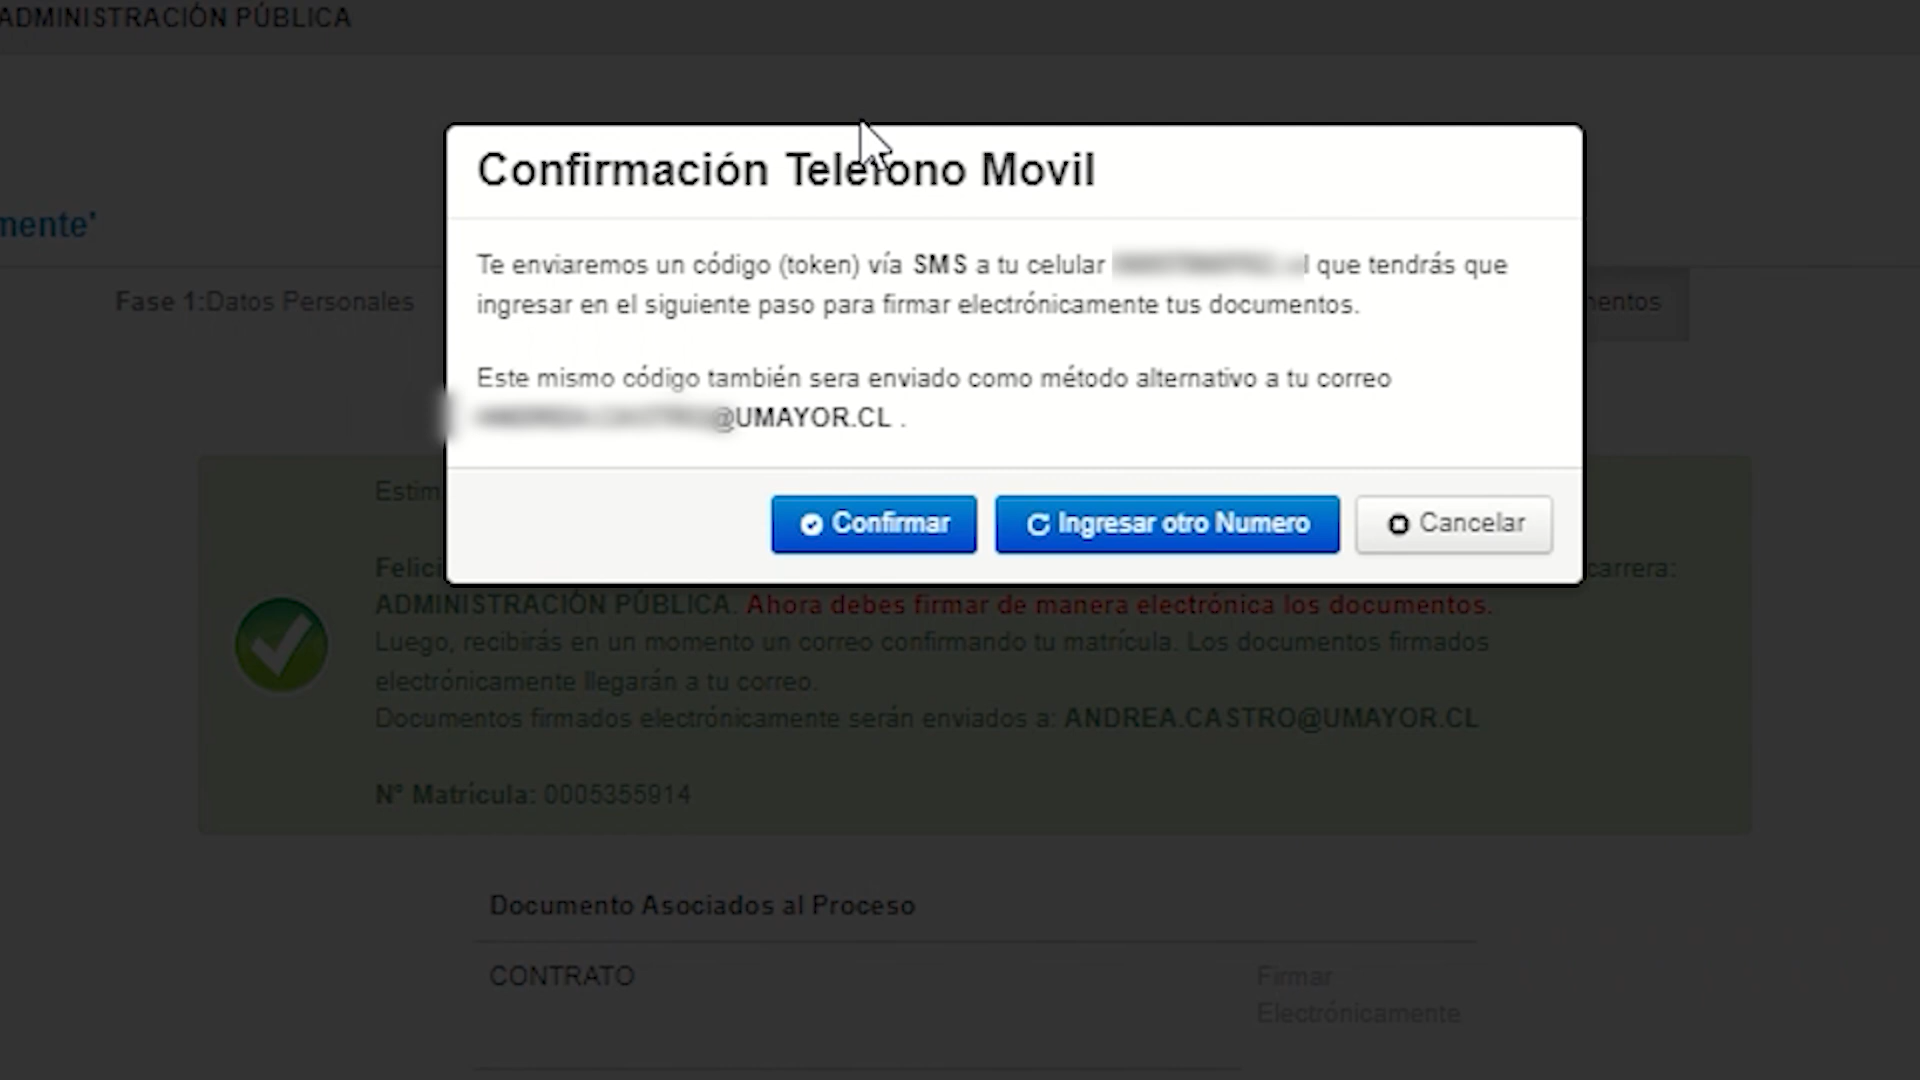 ADMINISTRACIÓN PÚBLICA
mente'
Fase 1:Datos Personales
mentos
Confirmación Telefono Movil
Te enviaremos un código (token) vía SMS a tu celular que tendrás que
ingresar en el siguiente paso para firmar electrónicamente tus documentos.
Este mismo código también sera enviado como método alternativo a tu correo
@UMAYOR.CL .
Confirmar
Ingresar otro Numero
Cancelar
Estim
Felici
carrera:
ADMINISTRACIÓN PÚBLICA. Ahora debes firmar de manera electrónica los documentos.
Luego, recibirás en un momento un correo confirmando tu matrícula. Los documentos firmados
electrónicamente llegarán a tu correo.
Documentos firmados electrónicamente serán enviados a: ANDREA.CASTRO@UMAYOR.CL
N° Matrícula: 0005355914
Documento Asociados al Proceso
CONTRATO
Firmar
Electrónicamente